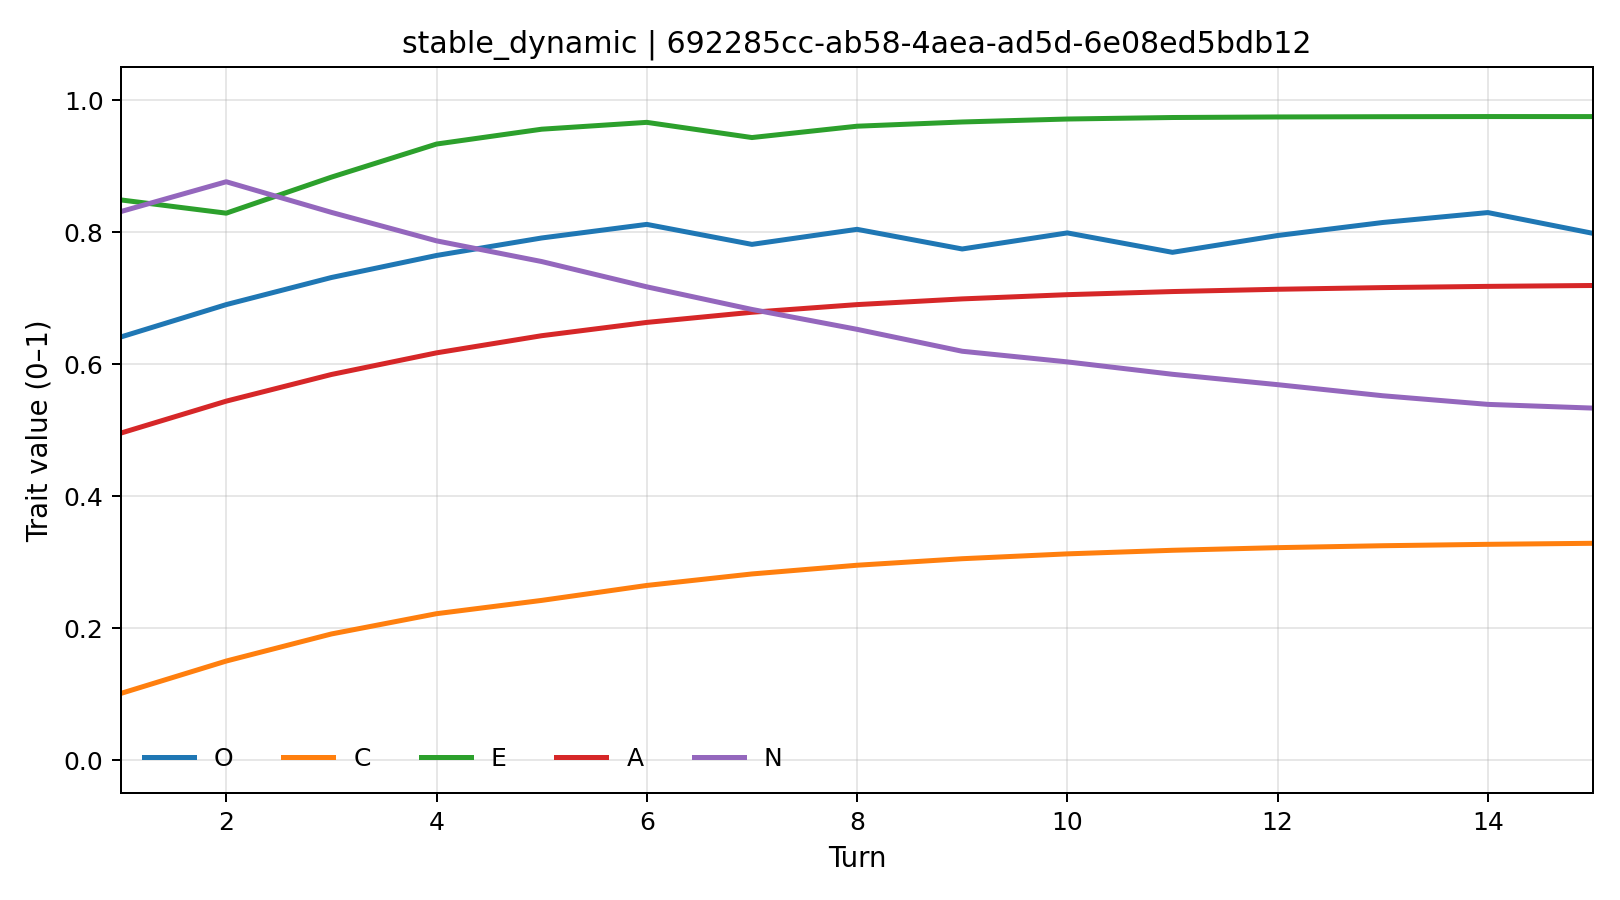 stable_dynamic | 692285cc-ab58-4aea-ad5d-6e08ed5bdb12
Trait value (0–1)
1.0
0.8
0.6
0.4
0.2
0.0
O C E A N
2 4 6 8 10 12 14
Turn